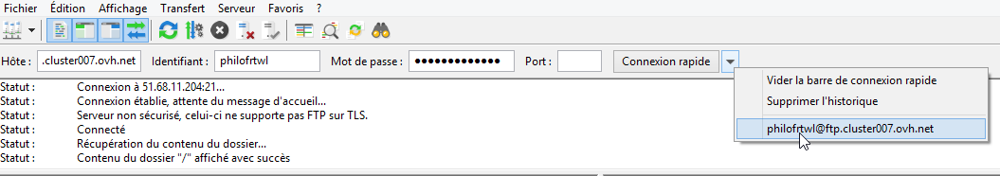 Fichier Édition Affichage Transfert Serveur Favoris ?
Hôte : .cluster007.ovh.net Identifiant : philofrtwl Mot de passe : ●●●●●●●●●●●●● Port : Connexion rapide
Vider la barre de connexion rapide
Supprimer l'historique
philofrtwl@ftp.cluster007.ovh.net
Statut : Connexion à 51.68.11.204:21...
Statut : Connexion établie, attente du message d'accueil...
Statut : Serveur non sécurisé, celui-ci ne supporte pas FTP sur TLS.
Statut : Connecté
Statut : Récupération du contenu du dossier...
Statut : Contenu du dossier "/" affiché avec succès